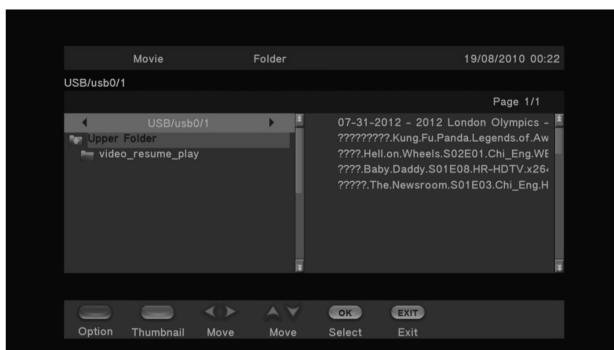 Movie Folder 19/08/2010 00:22
USB/usb0/1
Page 1/1
USB/usb0/1
Upper Folder
video_resume_play
07-31-2012 - 2012 London Olympics -
?????????.Kung.Fu.Panda.Legends.of.Aw
????.Hell.on.Wheels.S02E01.Chi_Eng.WE
????.Baby.Daddy.S01E08.HR-HDTV.x264
?????.The.Newsroom.S01E03.Chi_Eng.H
OK EXIT
Option Thumbnail Move Move Select Exit